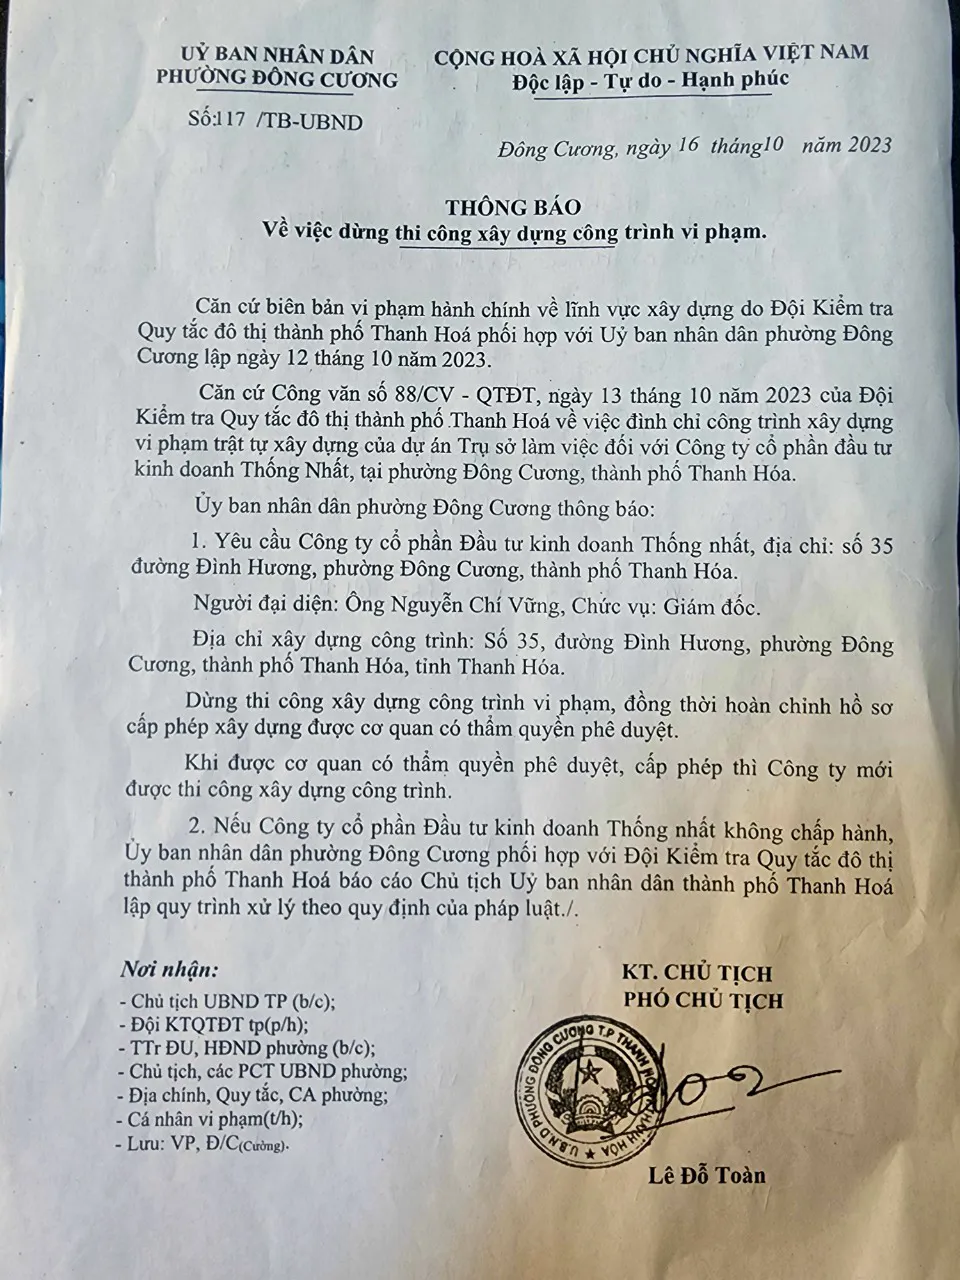 UỶ BAN NHÂN DÂN
PHƯỜNG ĐÔNG CƯƠNG
CỘNG HOÀ XÃ HỘI CHỦ NGHĨA VIỆT NAM
Độc lập - Tự do - Hạnh phúc
Số:117 /TB-UBND
Đông Cương, ngày 16 tháng10 năm 2023
THÔNG BÁO
Về việc dừng thi công xây dựng công trình vi phạm.
Căn cứ biên bản vi phạm hành chính về lĩnh vực xây dựng do Đội Kiểm tra
Quy tắc đô thị thành phố Thanh Hoá phối hợp với Uỷ ban nhân dân phường Đông
Cương lập ngày 12 tháng 10 năm 2023.
Căn cứ Công văn số 88/CV - QTĐT, ngày 13 tháng 10 năm 2023 của Đội
Kiểm tra Quy tắc đô thị thành phố Thanh Hoá về việc đình chỉ công trình xây dựng
vi phạm trật tự xây dựng của dự án Trụ sở làm việc đối với Công ty cổ phần đầu tư
kinh doanh Thống Nhất, tại phường Đông Cương, thành phố Thanh Hóa.
Ủy ban nhân dân phường Đông Cương thông báo:
1. Yêu cầu Công ty cổ phần Đầu tư kinh doanh Thống nhất, địa chỉ: số 35
đường Đình Hương, phường Đông Cương, thành phố Thanh Hóa.
Người đại diện: Ông Nguyễn Chí Vững, Chức vụ: Giám đốc.
Địa chỉ xây dựng công trình: Số 35, đường Đình Hương, phường Đông
Cương, thành phố Thanh Hóa, tỉnh Thanh Hóa.
Dừng thi công xây dựng công trình vi phạm, đồng thời hoàn chỉnh hồ sơ
cấp phép xây dựng được cơ quan có thẩm quyền phê duyệt.
Khi được cơ quan có thẩm quyền phê duyệt, cấp phép thì Công ty mới
được thi công xây dựng công trình.
2. Nếu Công ty cổ phần Đầu tư kinh doanh Thống nhất không chấp hành,
Ủy ban nhân dân phường Đông Cương phối hợp với Đội Kiểm tra Quy tắc đô thị
thành phố Thanh Hoá báo cáo Chủ tịch Uỷ ban nhân dân thành phố Thanh Hoá
lập quy trình xử lý theo quy định của pháp luật./.
Nơi nhận:
- Chủ tịch UBND TP (b/c);
- Đội KTQTĐT tp(p/h);
- TTr ĐU, HĐND phường (b/c);
- Chủ tịch, các PCT UBND phường;
- Địa chính, Quy tắc, CA phường;
- Cá nhân vi phạm(t/h);
- Lưu: VP, Đ/C(Cường).
KT. CHỦ TỊCH
PHÓ CHỦ TỊCH
U.B.N.D PHƯỜNG ĐÔNG CƯƠNG T.P THANH HÓA
Lê Đỗ Toàn